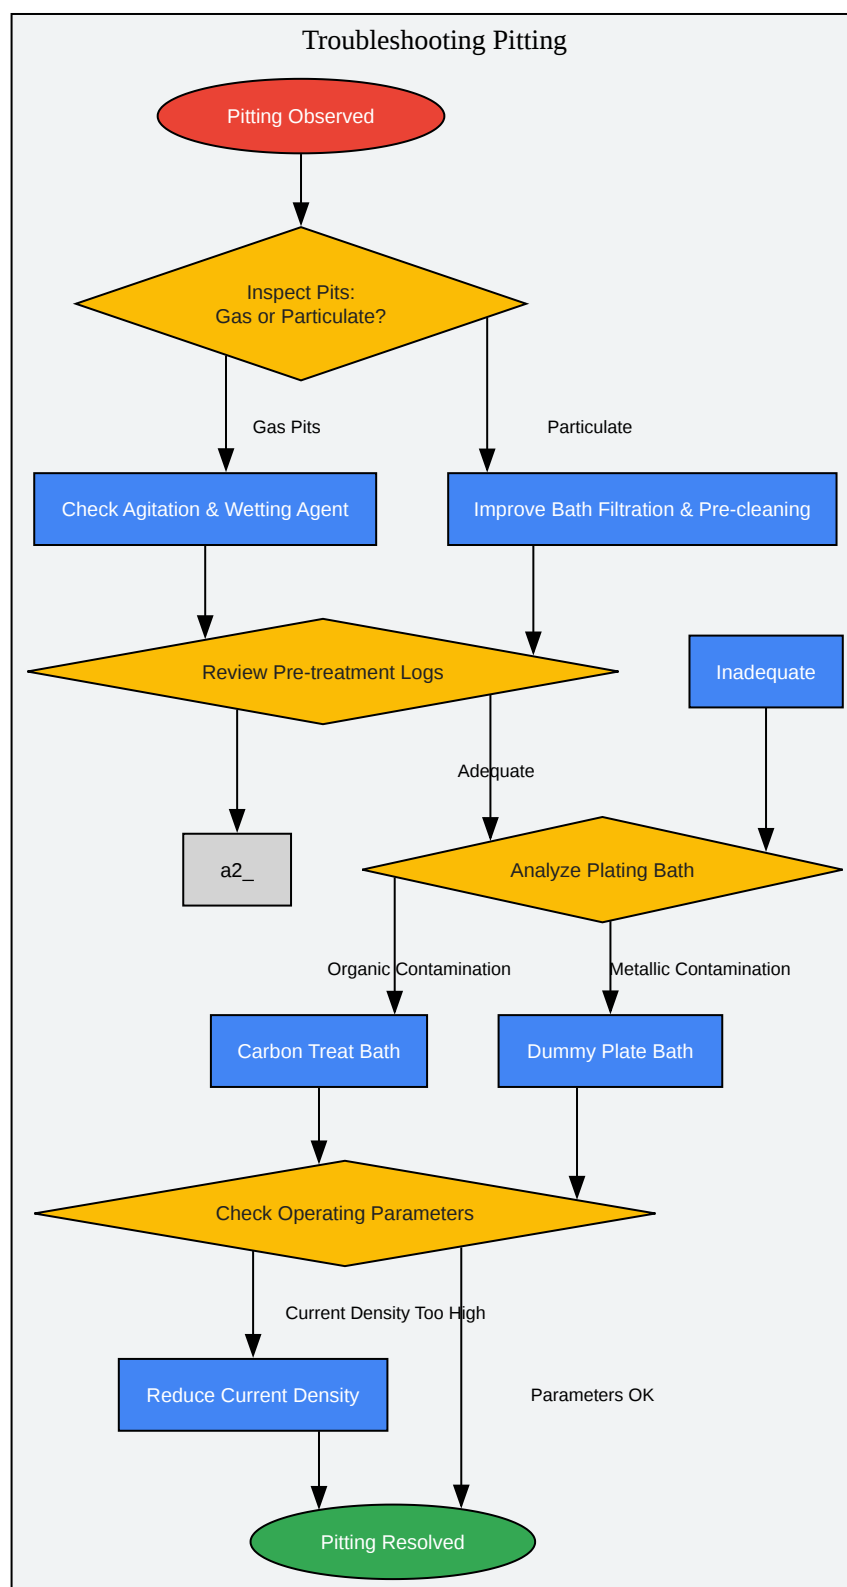 Troubleshooting Pitting
Pitting Observed
Inspect Pits:
Gas or Particulate?
Gas Pits
Particulate
Check Agitation & Wetting Agent
Improve Bath Filtration & Pre-cleaning
Review Pre-treatment Logs
Inadequate
Adequate
a2_
Analyze Plating Bath
Organic Contamination
Metallic Contamination
Carbon Treat Bath
Dummy Plate Bath
Check Operating Parameters
Current Density Too High
Reduce Current Density
Parameters OK
Pitting Resolved